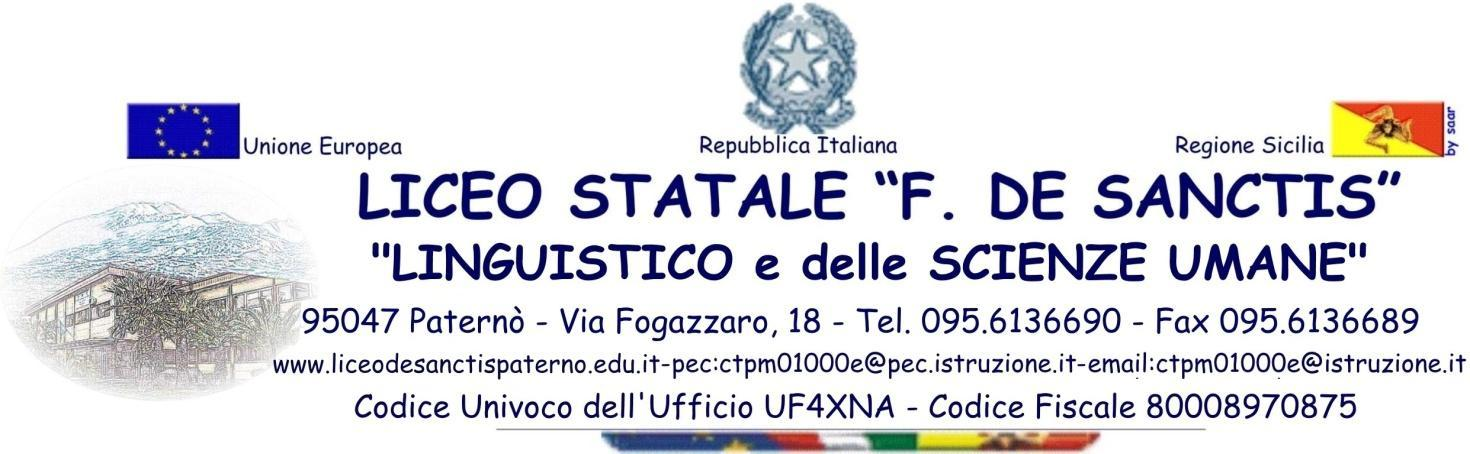 Unione Europea
Repubblica Italiana
Regione Sicilia
by saar
LICEO STATALE “F. DE SANCTIS”
"LINGUISTICO e delle SCIENZE UMANE"
95047 Paternò - Via Fogazzaro, 18 - Tel. 095.6136690 - Fax 095.6136689
www.liceodesanctispaterno.edu.it-pec:ctpm01000e@pec.istruzione.it-email:ctpm01000e@istruzione.it
Codice Univoco dell'Ufficio UF4XNA - Codice Fiscale 80008970875